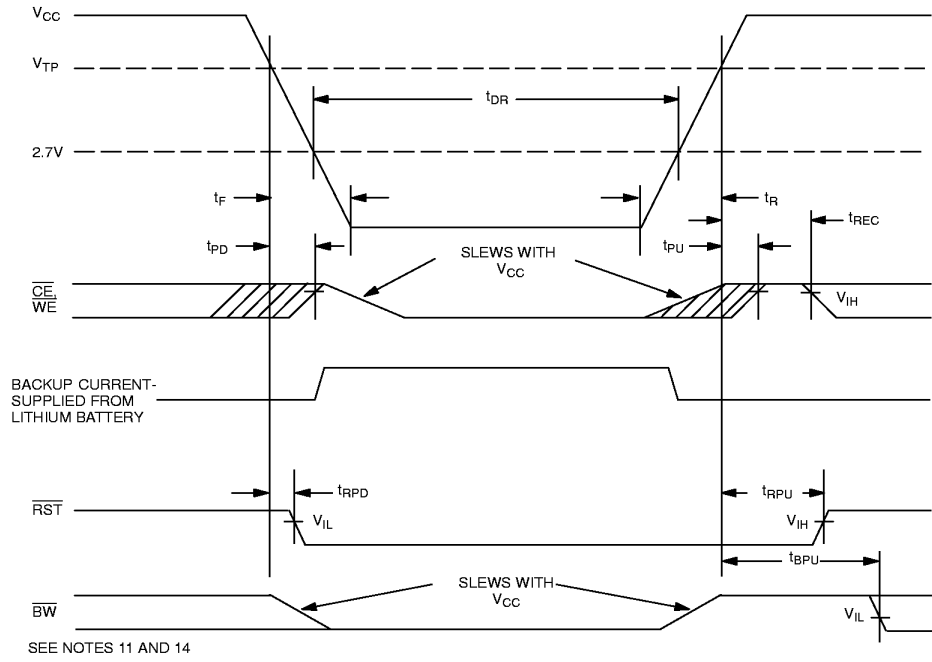 VCC
VTP
tDR
2.7V
tF
tR
tREC
tPD
tPU
SLEWS WITH
VCC
CE,
WE
VIH
BACKUP CURRENT-
SUPPLIED FROM
LITHIUM BATTERY
tRPD
tRPU
RST
VIL
VIH
tBPU
SLEWS WITH
VCC
BW
VIL
SEE NOTES 11 AND 14